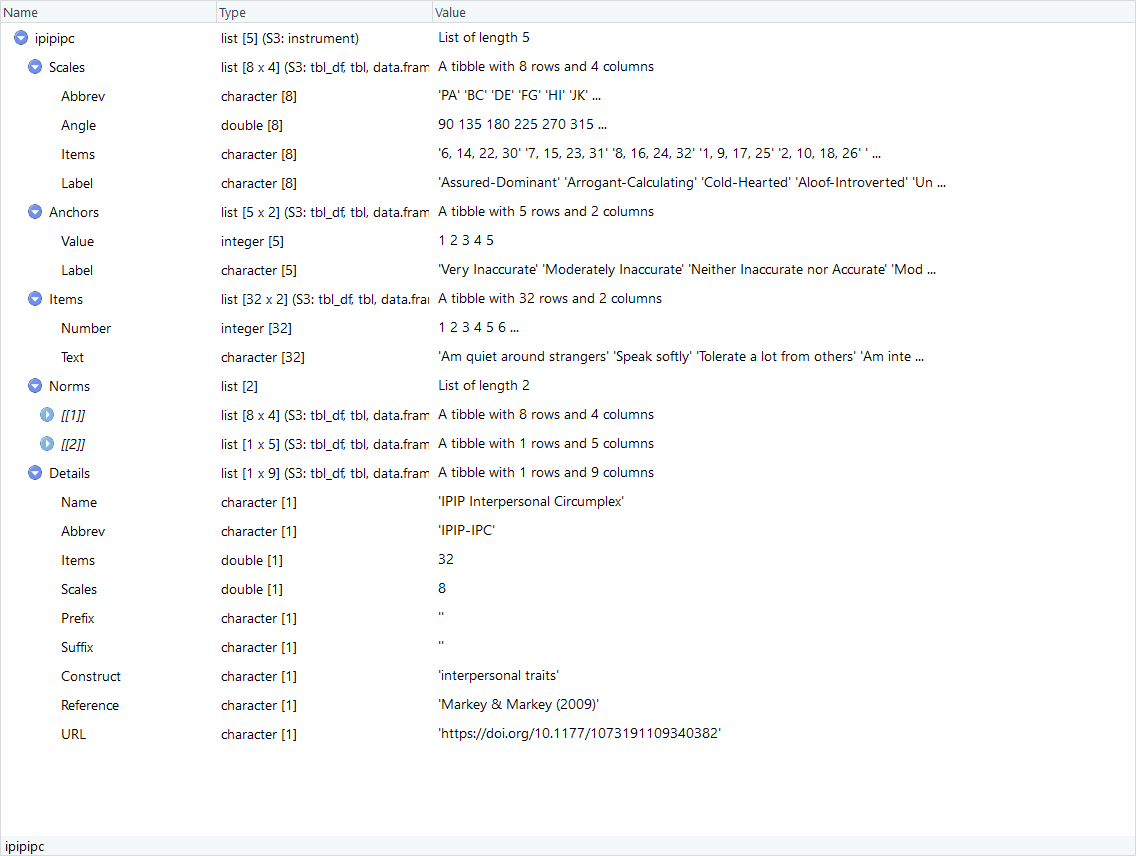 Name Type Value
ipipipc list [5] (S3: instrument) List of length 5
Scales list [8 x 4] (S3: tbl_df, tbl, data.fram A tibble with 8 rows and 4 columns
Abbrev character [8] 'PA' 'BC' 'DE' 'FG' 'HI' 'JK' ...
Angle double [8] 90 135 180 225 270 315 ...
Items character [8] '6, 14, 22, 30' '7, 15, 23, 31' '8, 16, 24, 32' '1, 9, 17, 25' '2, 10, 18, 26' ' ...
Label character [8] 'Assured-Dominant' 'Arrogant-Calculating' 'Cold-Hearted' 'Aloof-Introverted' 'Un ...
Anchors list [5 x 2] (S3: tbl_df, tbl, data.fram A tibble with 5 rows and 2 columns
Value integer [5] 1 2 3 4 5
Label character [5] 'Very Inaccurate' 'Moderately Inaccurate' 'Neither Inaccurate nor Accurate' 'Mod ...
Items list [32 x 2] (S3: tbl_df, tbl, data.frar A tibble with 32 rows and 2 columns
Number integer [32] 1 2 3 4 5 6 ...
Text character [32] 'Am quiet around strangers' 'Speak softly' 'Tolerate a lot from others' 'Am inte ...
Norms list [2] List of length 2
[[1]] list [8 x 4] (S3: tbl_df, tbl, data.fram A tibble with 8 rows and 4 columns
[[2]] list [1 x 5] (S3: tbl_df, tbl, data.fram A tibble with 1 rows and 5 columns
Details list [1 x 9] (S3: tbl_df, tbl, data.fram A tibble with 1 rows and 9 columns
Name character [1] 'IPIP Interpersonal Circumplex'
Abbrev character [1] 'IPIP-IPC'
Items double [1] 32
Scales double [1] 8
Prefix character [1] ''
Suffix character [1] ''
Construct character [1] 'interpersonal traits'
Reference character [1] 'Markey & Markey (2009)'
URL character [1] 'https://doi.org/10.1177/1073191109340382'
ipipipc